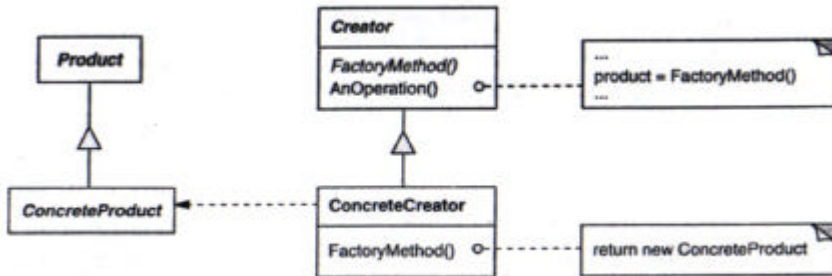 Product
ConcreteProduct
Creator
FactoryMethod()
AnOperation()
...
product = FactoryMethod()
...
ConcreteCreator
FactoryMethod()
return new ConcreteProduct